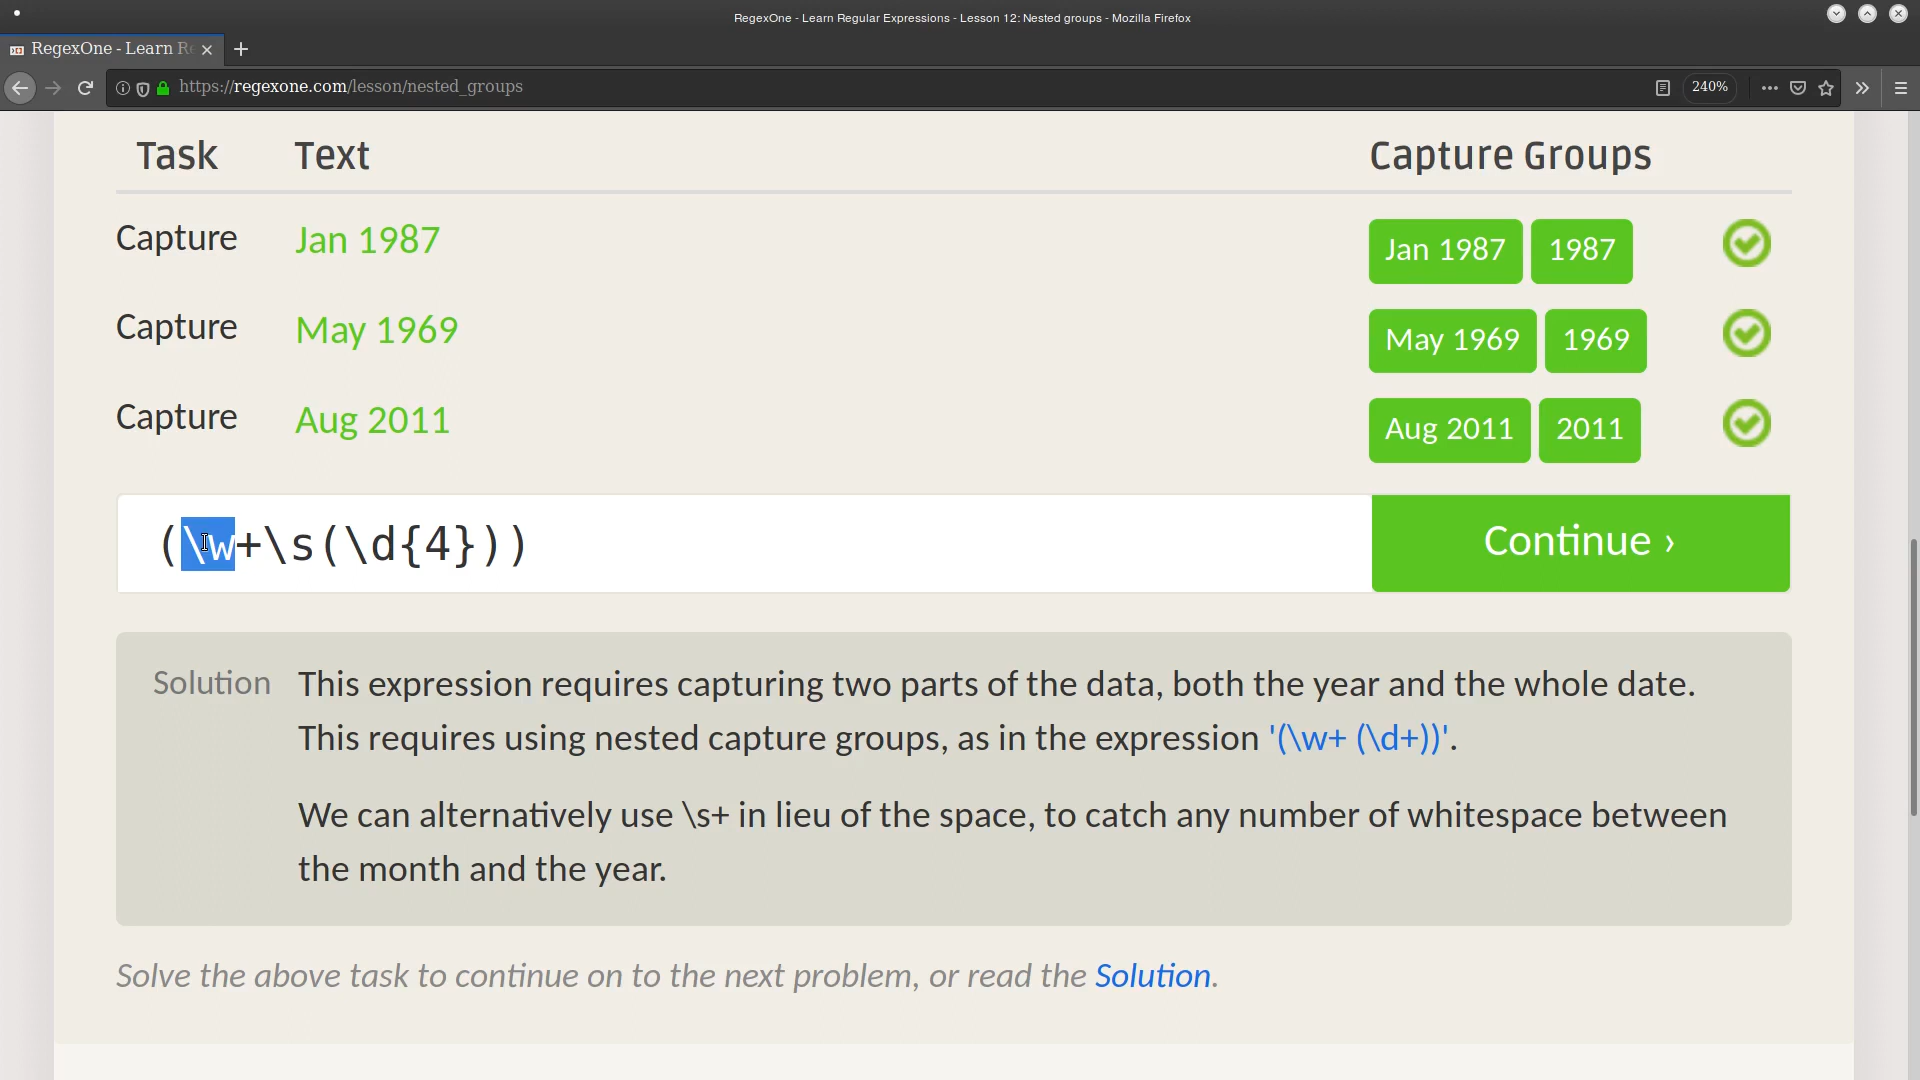 RegexOne - Learn Regular Expressions - Lesson 12: Nested groups - Mozilla Firefox
RegexOne - Learn Re
https://regexone.com/lesson/nested_groups
240%
Task Text Capture Groups
Capture Jan 1987 Jan 1987 1987
Capture May 1969 May 1969 1969
Capture Aug 2011 Aug 2011 2011
(\w+\s(\d{4}))
Continue ›
Solution This expression requires capturing two parts of the data, both the year and the whole date.
This requires using nested capture groups, as in the expression '(\w+ (\d+))'.
We can alternatively use \s+ in lieu of the space, to catch any number of whitespace between
the month and the year.
Solve the above task to continue on to the next problem, or read the Solution.